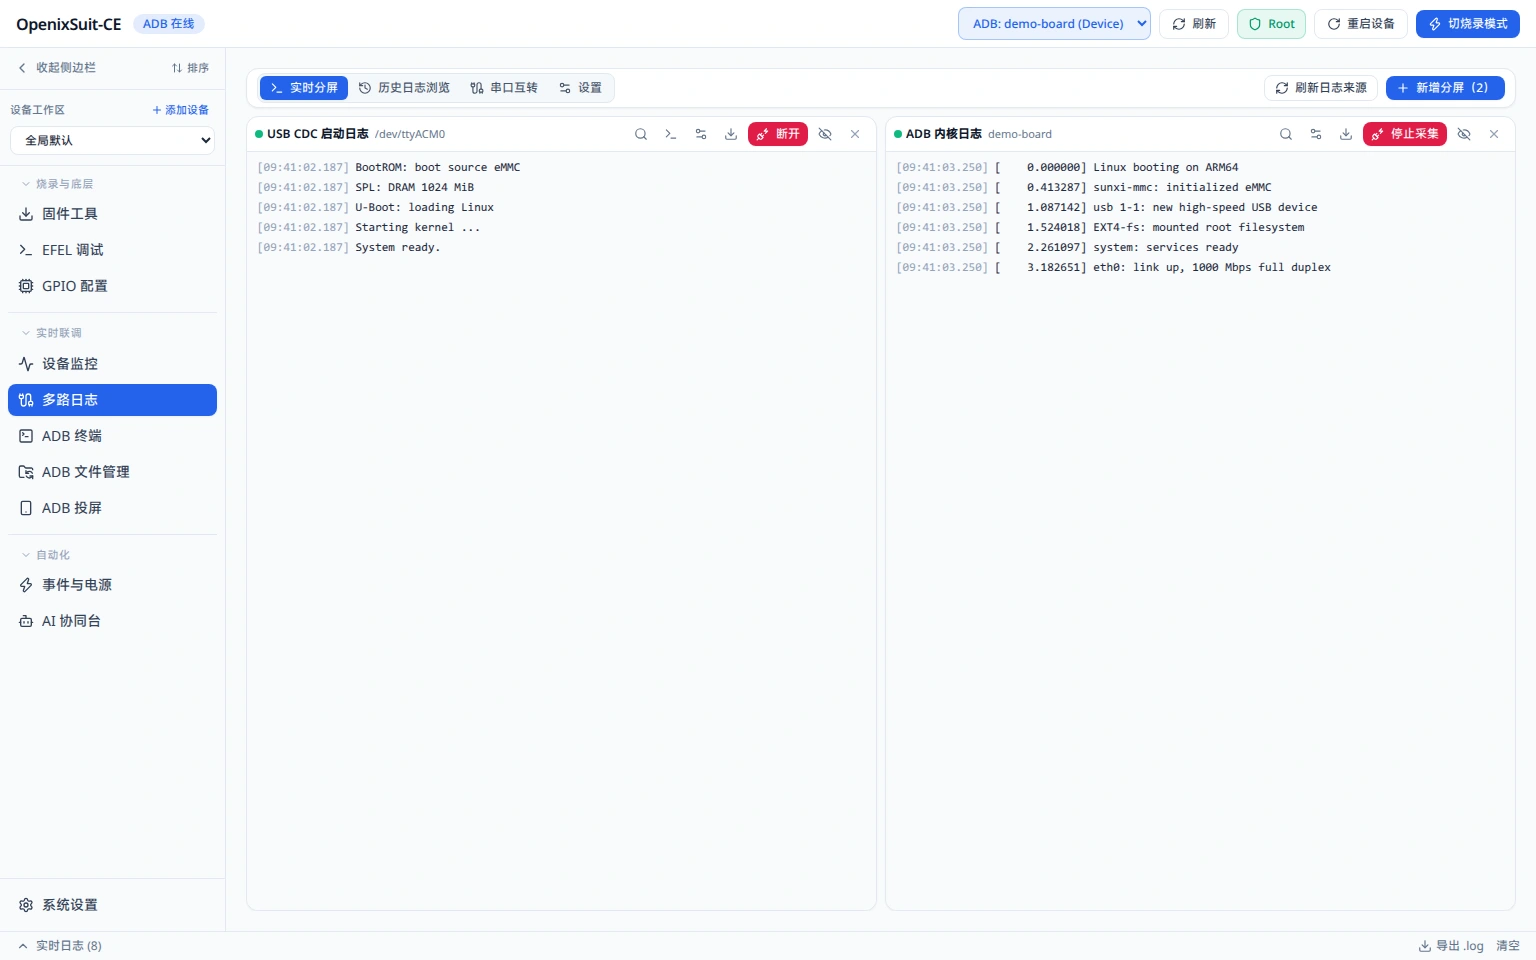 OpenixSuit-CE ADB 在线 ADB: demo-board (Device) 刷新 Root 重启设备 切烧录模式
收起侧边栏 排序
设备工作区 添加设备
全局默认
烧录与底层
固件工具
EFEL 调试
GPIO 配置
实时联调
设备监控
多路日志
ADB 终端
ADB 文件管理
ADB 投屏
自动化
事件与电源
AI 协同台
系统设置
实时分屏 历史日志浏览 串口互转 设置 刷新日志来源 新增分屏 (2)
USB CDC 启动日志 /dev/ttyACM0 断开
[09:41:02.187] BootROM: boot source eMMC
[09:41:02.187] SPL: DRAM 1024 MiB
[09:41:02.187] U-Boot: loading Linux
[09:41:02.187] Starting kernel ...
[09:41:02.187] System ready.
ADB 内核日志 demo-board 停止采集
[09:41:03.250] [    0.000000] Linux booting on ARM64
[09:41:03.250] [    0.413287] sunxi-mmc: initialized eMMC
[09:41:03.250] [    1.087142] usb 1-1: new high-speed USB device
[09:41:03.250] [    1.524018] EXT4-fs: mounted root filesystem
[09:41:03.250] [    2.261097] system: services ready
[09:41:03.250] [    3.182651] eth0: link up, 1000 Mbps full duplex
实时日志 (8) 导出 .log 清空